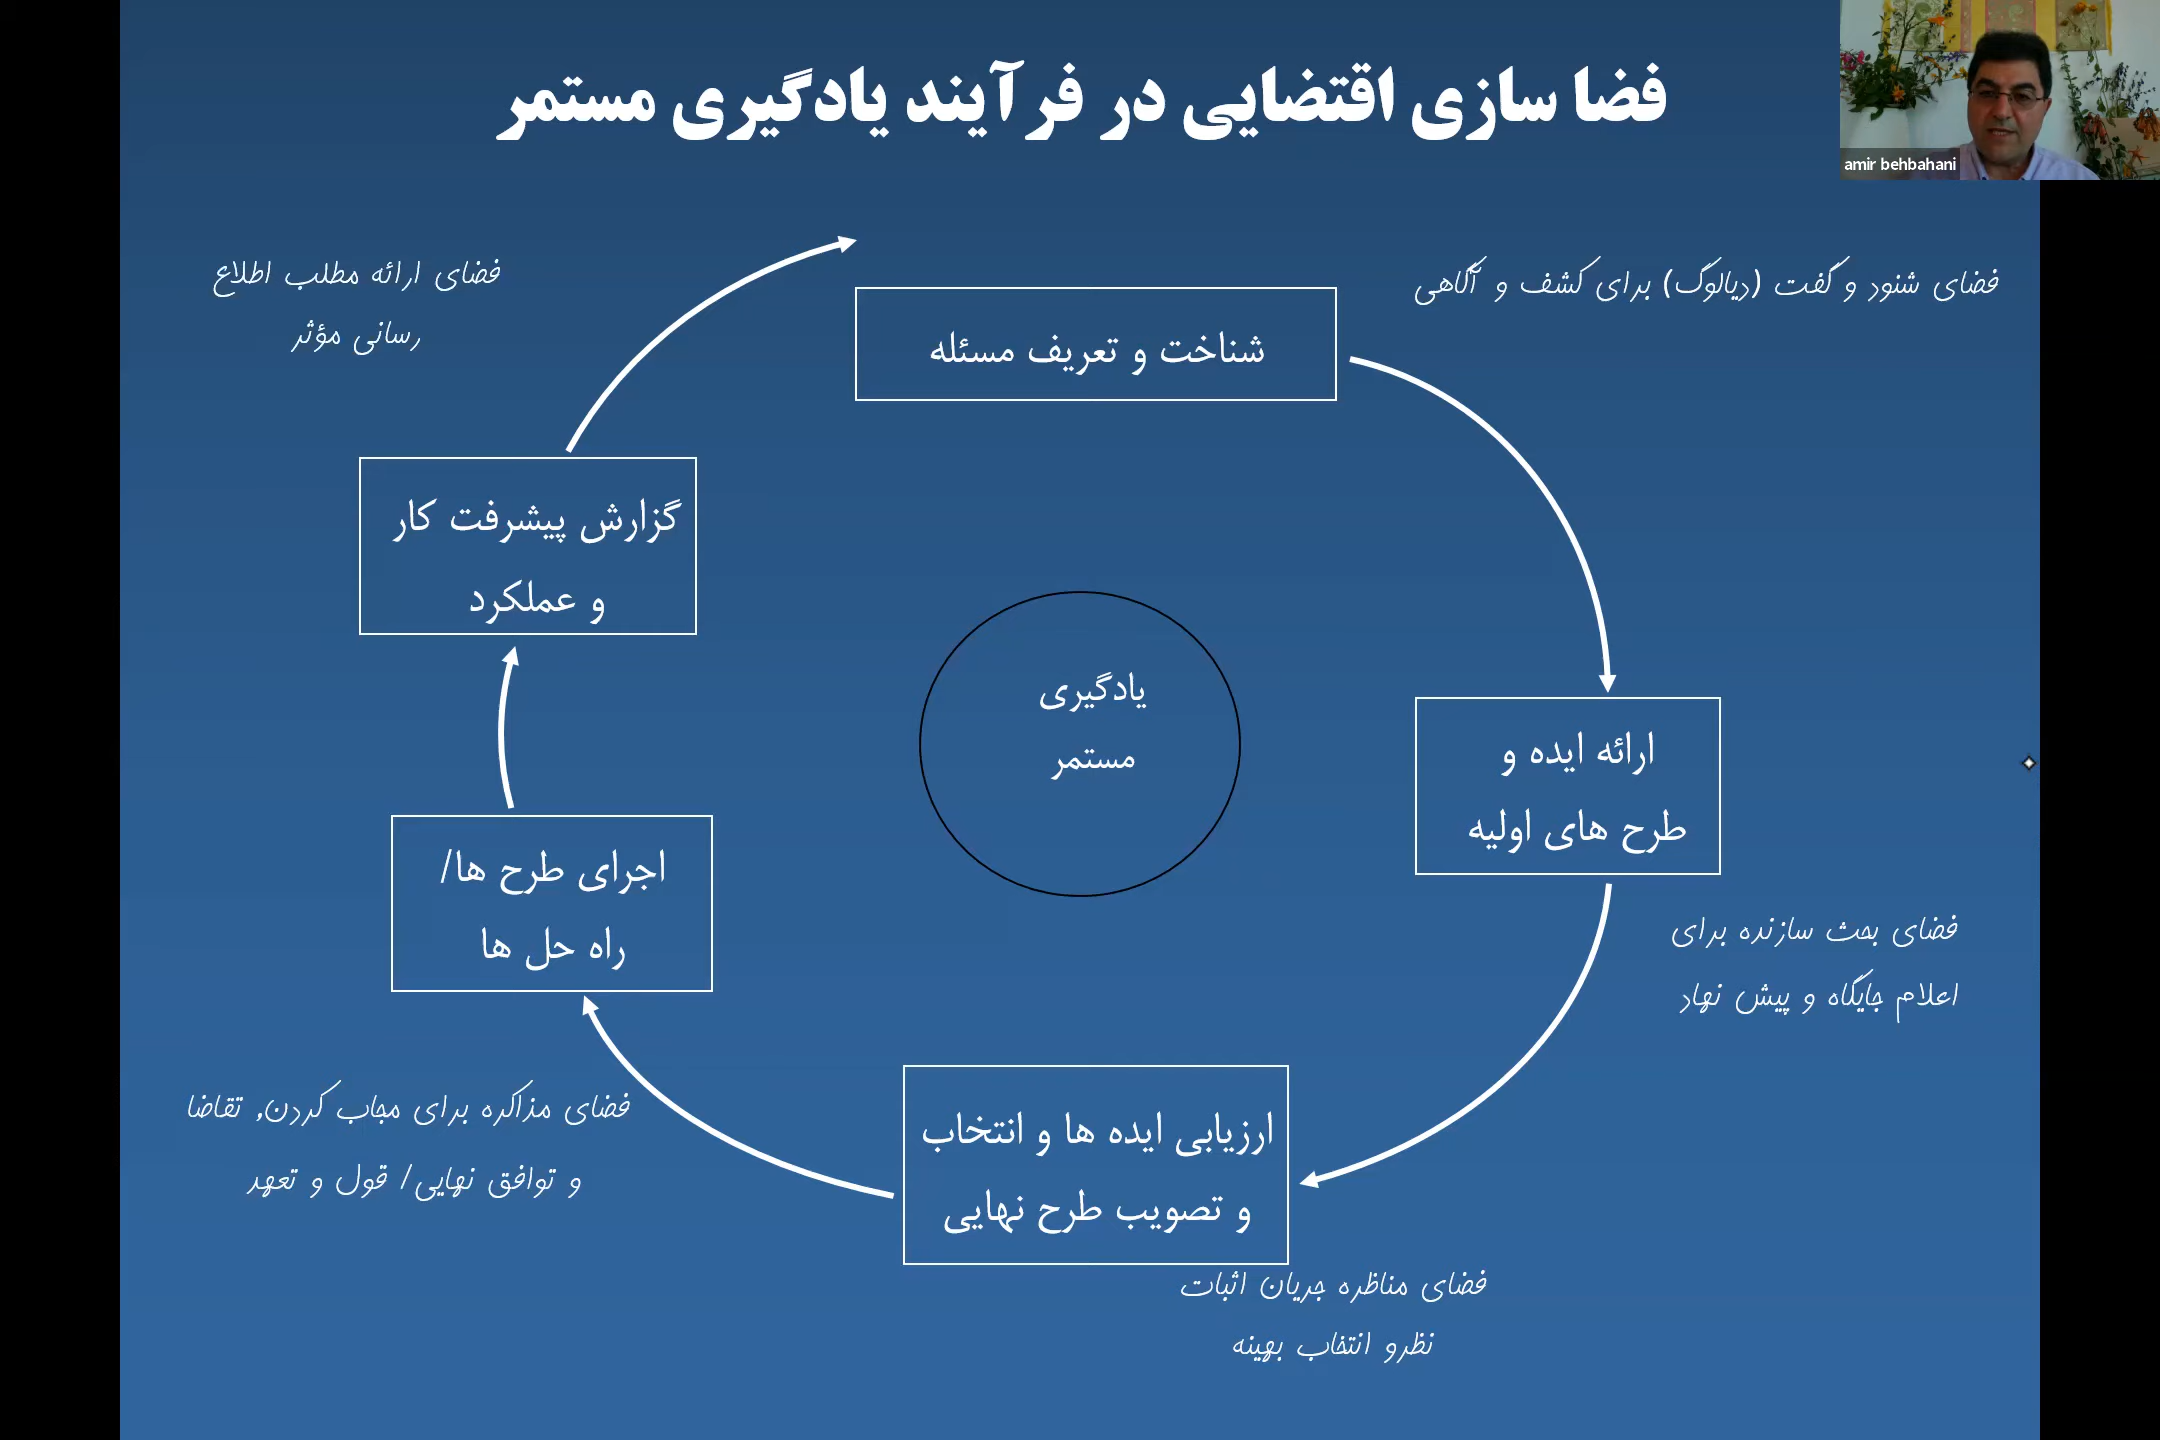 فضا سازی اقتضایی در فرآیند یادگیری مستمر
amir behbahani
فضای شنود و گفت (دیالوگ) برای کشف و آگاهی
شناخت و تعریف مسئله
فضای ارائه مطلب اطلاع
رسانی مؤثر
گزارش پیشرفت کار
و عملکرد
یادگیری
مستمر
ارائه ایده و
طرح های اولیه
اجرای طرح ها/
راه حل ها
فضای بحث سازنده برای
اعلام جایگاه و پیش نهاد
ارزیابی ایده ها و انتخاب
و تصویب طرح نهایی
فضای مذاکره برای مجاب کردن, تقاضا
و توافق نهایی/ قول و تعهد
فضای مناظره جریان اثبات
نظرو انتخاب بهینه